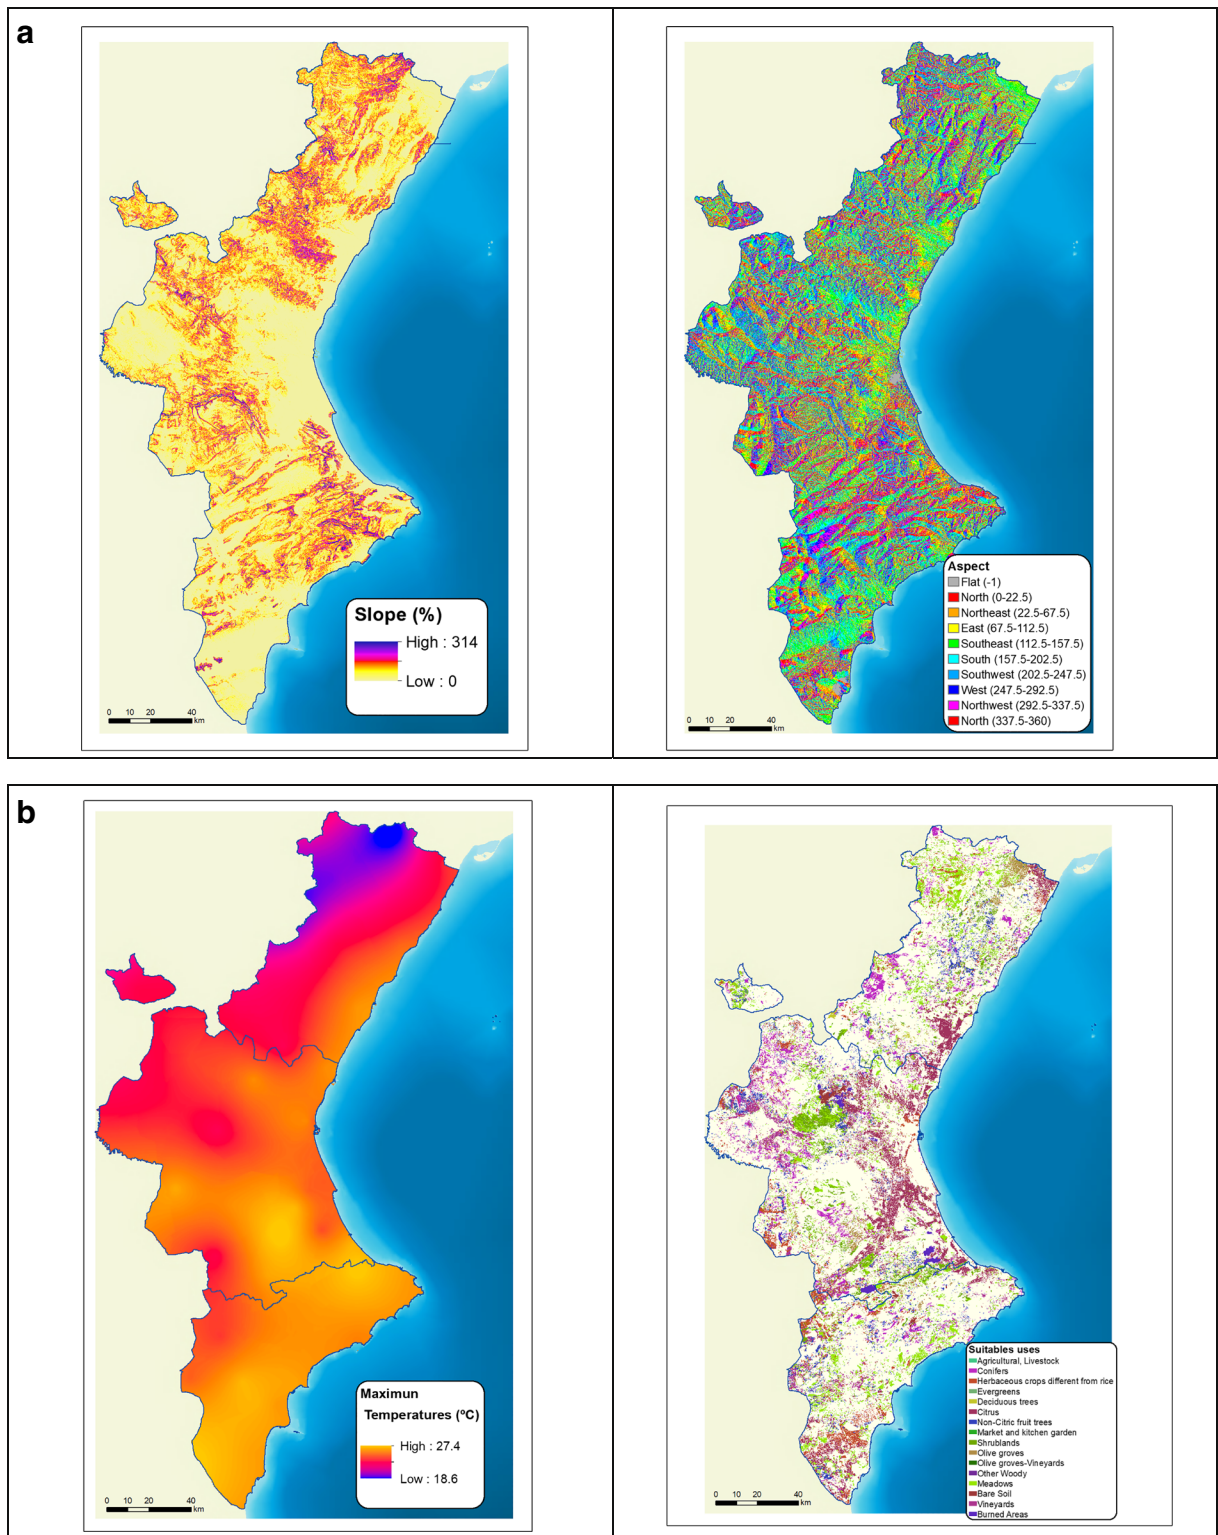 a
Slope (%)
High : 314
Low : 0
0 10 20 40
km
Aspect
Flat (-1)
North (0-22.5)
Northeast (22.5-67.5)
East (67.5-112.5)
Southeast (112.5-157.5)
South (157.5-202.5)
Southwest (202.5-247.5)
West (247.5-292.5)
Northwest (292.5-337.5)
North (337.5-360)
0 10 20 40
km
b
Maximun
Temperatures (ºC)
High : 27.4
Low : 18.6
0 10 20 40
km
Suitables uses
Agricultural, Livestock
Conifers
Herbaceous crops different from rice
Evergreens
Deciduous trees
Citrus
Non-Citric fruit trees
Market and kitchen garden
Shrublands
Olive groves
Olive groves-Vineyards
Other Woody
Meadows
Bare Soil
Vineyards
Burned Areas
0 10 20 40
km